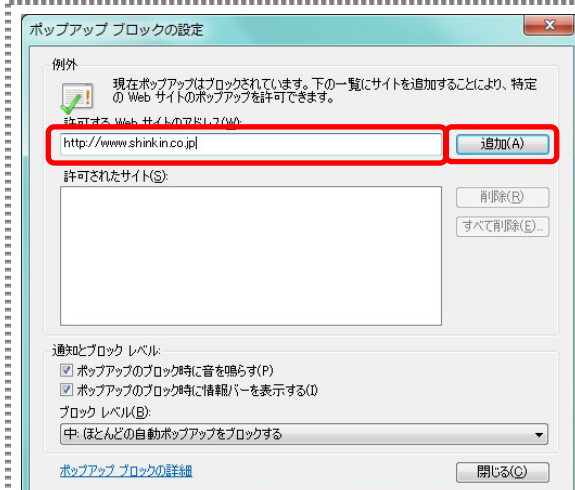 ポップアップ ブロックの設定
例外
現在ポップアップはブロックされています。下の一覧にサイトを追加することにより、特定
の Web サイトのポップアップを許可できます。
許可する Web サイトのアドレス(W):
http://www.shinkin.co.jp
追加(A)
許可されたサイト(S):
削除(R)
すべて削除(E)...
通知とブロック レベル:
ポップアップのブロック時に音を鳴らす(P)
ポップアップのブロック時に情報バーを表示する(I)
ブロック レベル(B):
中: ほとんどの自動ポップアップをブロックする
ポップアップ ブロックの詳細
閉じる(C)